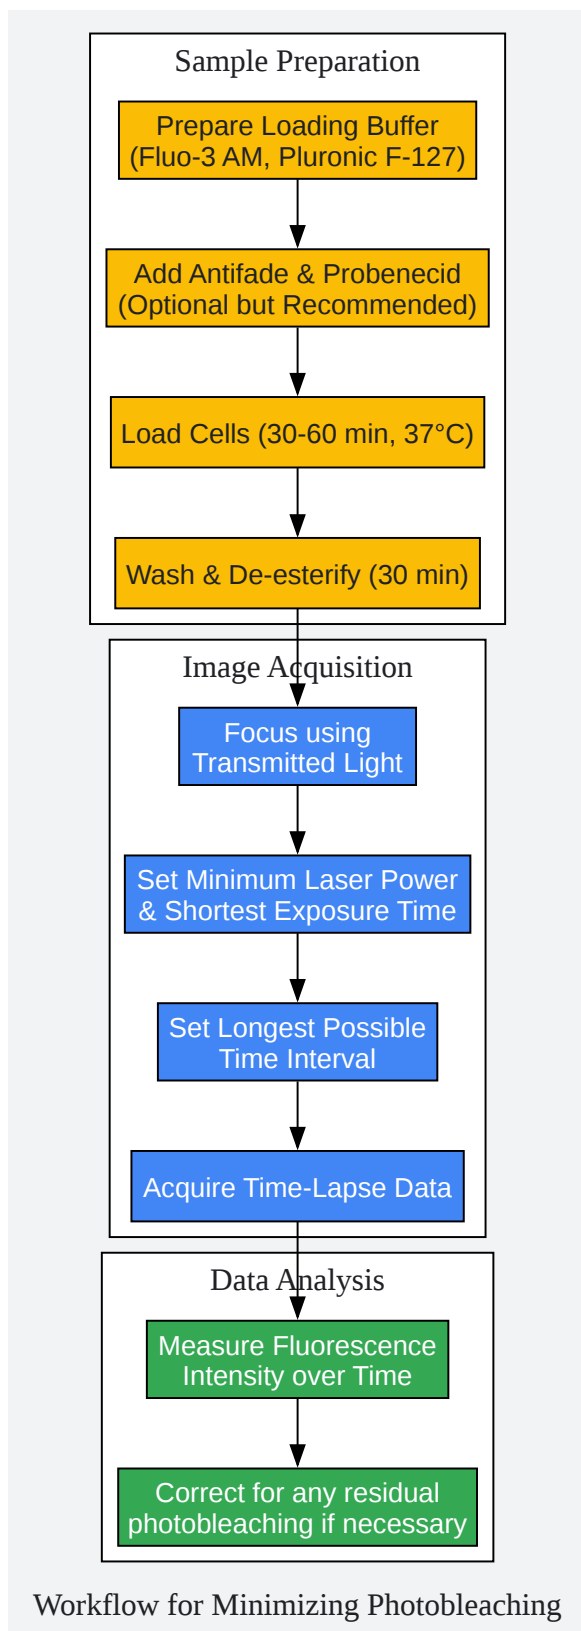 Sample Preparation
Prepare Loading Buffer
(Fluo-3 AM, Pluronic F-127)
Add Antifade & Probenecid
(Optional but Recommended)
Load Cells (30-60 min, 37°C)
Wash & De-esterify (30 min)
Image Acquisition
Focus using
Transmitted Light
Set Minimum Laser Power
& Shortest Exposure Time
Set Longest Possible
Time Interval
Acquire Time-Lapse Data
Data Analysis
Measure Fluorescence
Intensity over Time
Correct for any residual
photobleaching if necessary
Workflow for Minimizing Photobleaching